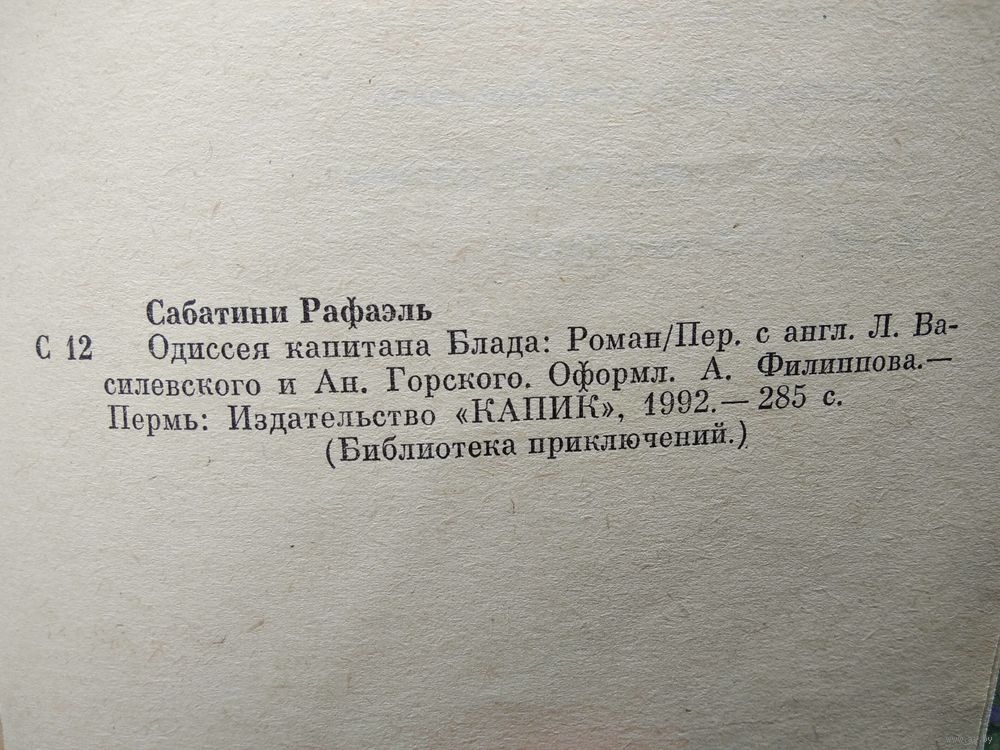 Сабатини Рафаэль
С 12 Одиссея капитана Блада: Роман/Пер. с англ. Л. Ва-
силевского и Ан. Горского. Оформл. А. Филиппова.—
Пермь: Издательство «КАПИК», 1992.— 285 с.
(Библиотека приключений.)